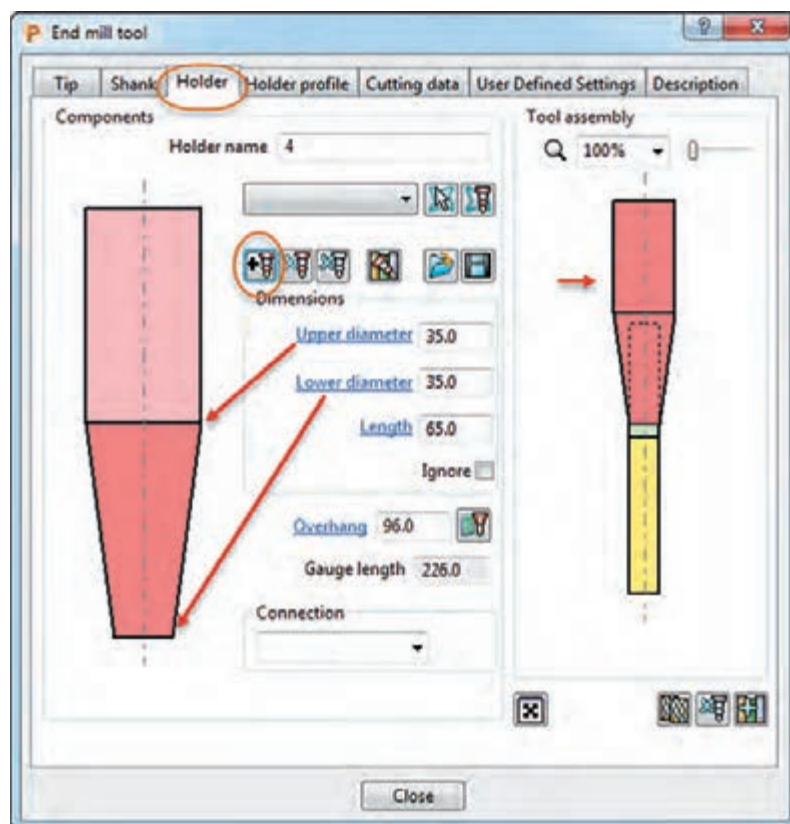 End mill tool
Tip Shank Holder Holder profile Cutting data User Defined Settings Description
Components
Holder name 4
Dimensions
Upper diameter 35.0
Lower diameter 35.0
Length 65.0
Ignore
Overhang 96.0
Gauge length 226.0
Connection
Tool assembly
100%
Close